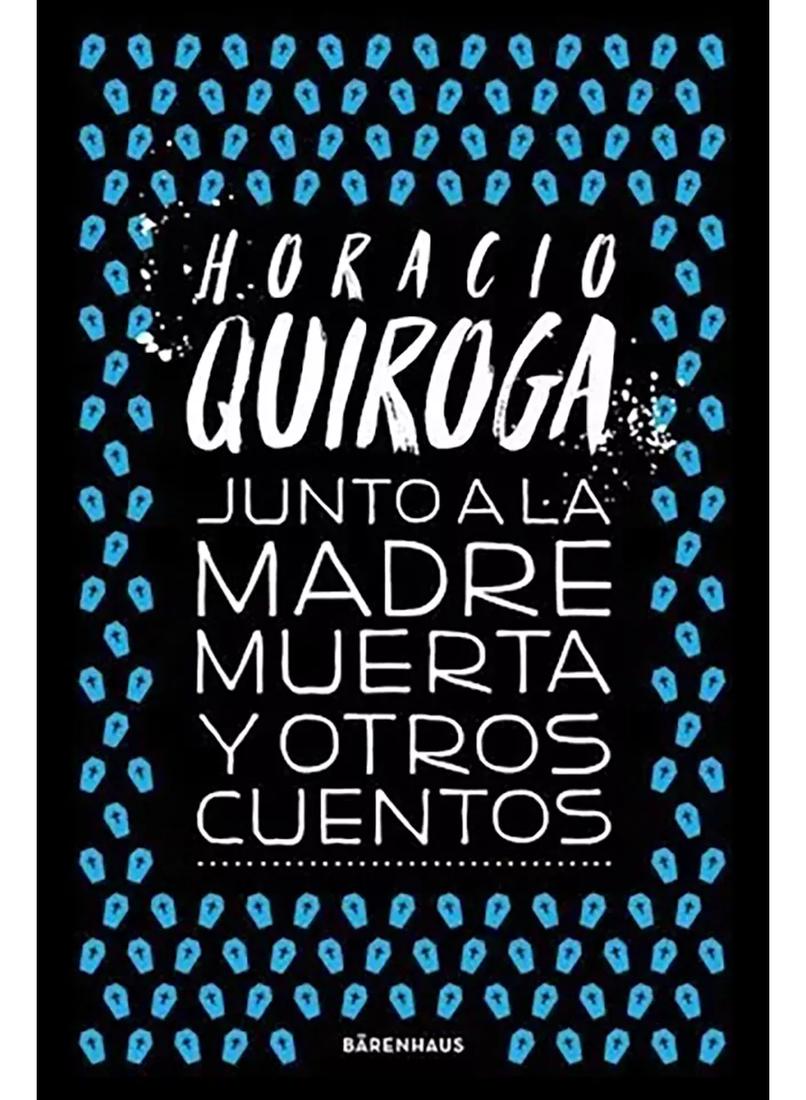 HORACIO
QUIROGA
JUNTO A LA
MADRE
MUERTA
Y OTROS
CUENTOS
BÄRENHAUS